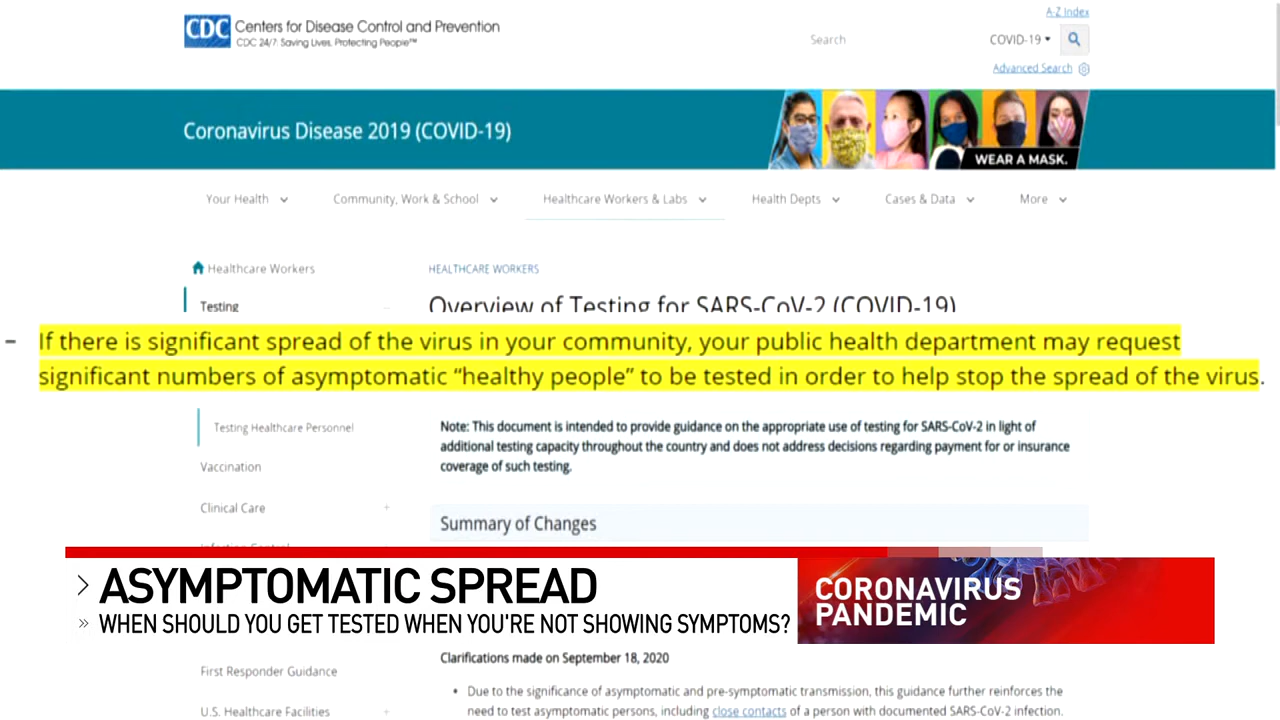 CDC Centers for Disease Control and Prevention
CDC 24/7: Saving Lives, Protecting People™
A-Z Index
Search
COVID-19
Advanced Search
Coronavirus Disease 2019 (COVID-19)
WEAR A MASK.
Your Health
Community, Work & School
Healthcare Workers & Labs
Health Depts
Cases & Data
More
Healthcare Workers
HEALTHCARE WORKERS
Testing
Overview of Testing for SARS-CoV-2 (COVID-19)
- If there is significant spread of the virus in your community, your public health department may request
significant numbers of asymptomatic “healthy people” to be tested in order to help stop the spread of the virus.
Testing Healthcare Personnel
Vaccination
Clinical Care
Note: This document is intended to provide guidance on the appropriate use of testing for SARS-CoV-2 in light of
additional testing capacity throughout the country and does not address decisions regarding payment for or insurance
coverage of such testing.
Summary of Changes
> ASYMPTOMATIC SPREAD
» WHEN SHOULD YOU GET TESTED WHEN YOU'RE NOT SHOWING SYMPTOMS?
CORONAVIRUS
PANDEMIC
First Responder Guidance
U.S. Healthcare Facilities
Clarifications made on September 18, 2020
• Due to the significance of asymptomatic and pre-symptomatic transmission, this guidance further reinforces the
need to test asymptomatic persons, including close contacts of a person with documented SARS-CoV-2 infection.